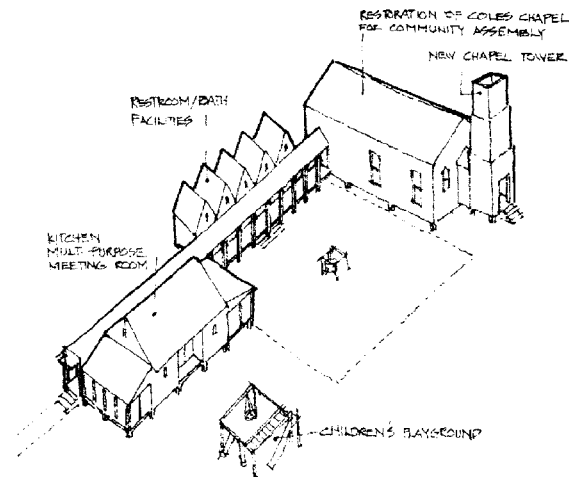 RESTORATION OF COLES CHAPEL
FOR COMMUNITY ASSEMBLY
NEW CHAPEL TOWER
RESTROOM/BATH
FACILITIES
KITCHEN
MULTI PURPOSE
MEETING ROOM
CHILDREN'S PLAYGROUND